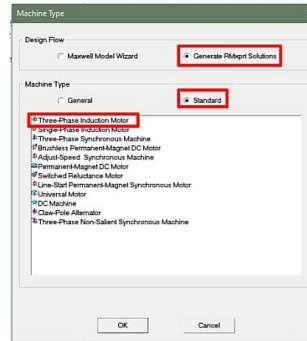 Machine Type
Design Flow
Maxwell Model Wizard
Generate RMxprt Solutions
Machine Type
General
Standard
Three-Phase Induction Motor
Single-Phase Induction Motor
Three-Phase Synchronous Machine
Brushless Permanent-Magnet DC Motor
Adjust-Speed Synchronous Machine
Permanent-Magnet DC Motor
Switched Reluctance Motor
Line-Start Permanent-Magnet Synchronous Motor
Universal Motor
DC Machine
Claw-Pole Alternator
Three-Phase Non-Salient Synchronous Machine
OK
Cancel